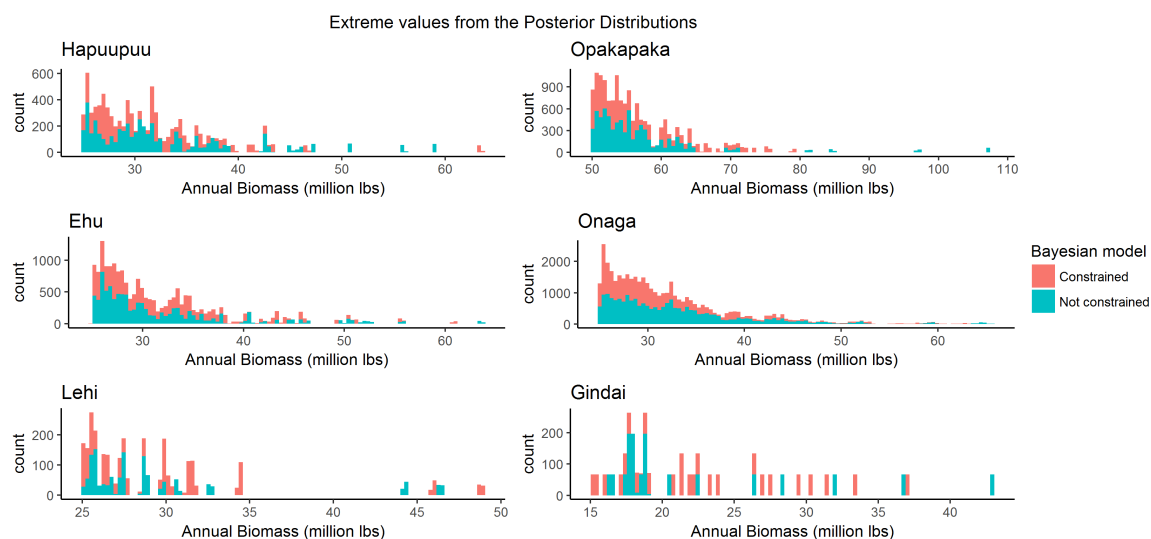 Extreme values from the Posterior Distributions
Hapuupuu
600
400
200
0
count
30
40
50
60
Annual Biomass (million lbs)
Opakapaka
900
600
300
0
count
50
60
70
80
90
100
110
Annual Biomass (million lbs)
Ehu
1000
500
0
count
30
40
50
60
Annual Biomass (million lbs)
Onaga
2000
1000
0
count
30
40
50
60
Annual Biomass (million lbs)
Bayesian model
Constrained
Not constrained
Lehi
200
100
0
count
25
30
35
40
45
50
Annual Biomass (million lbs)
Gindai
200
100
0
count
15
20
25
30
35
40
Annual Biomass (million lbs)